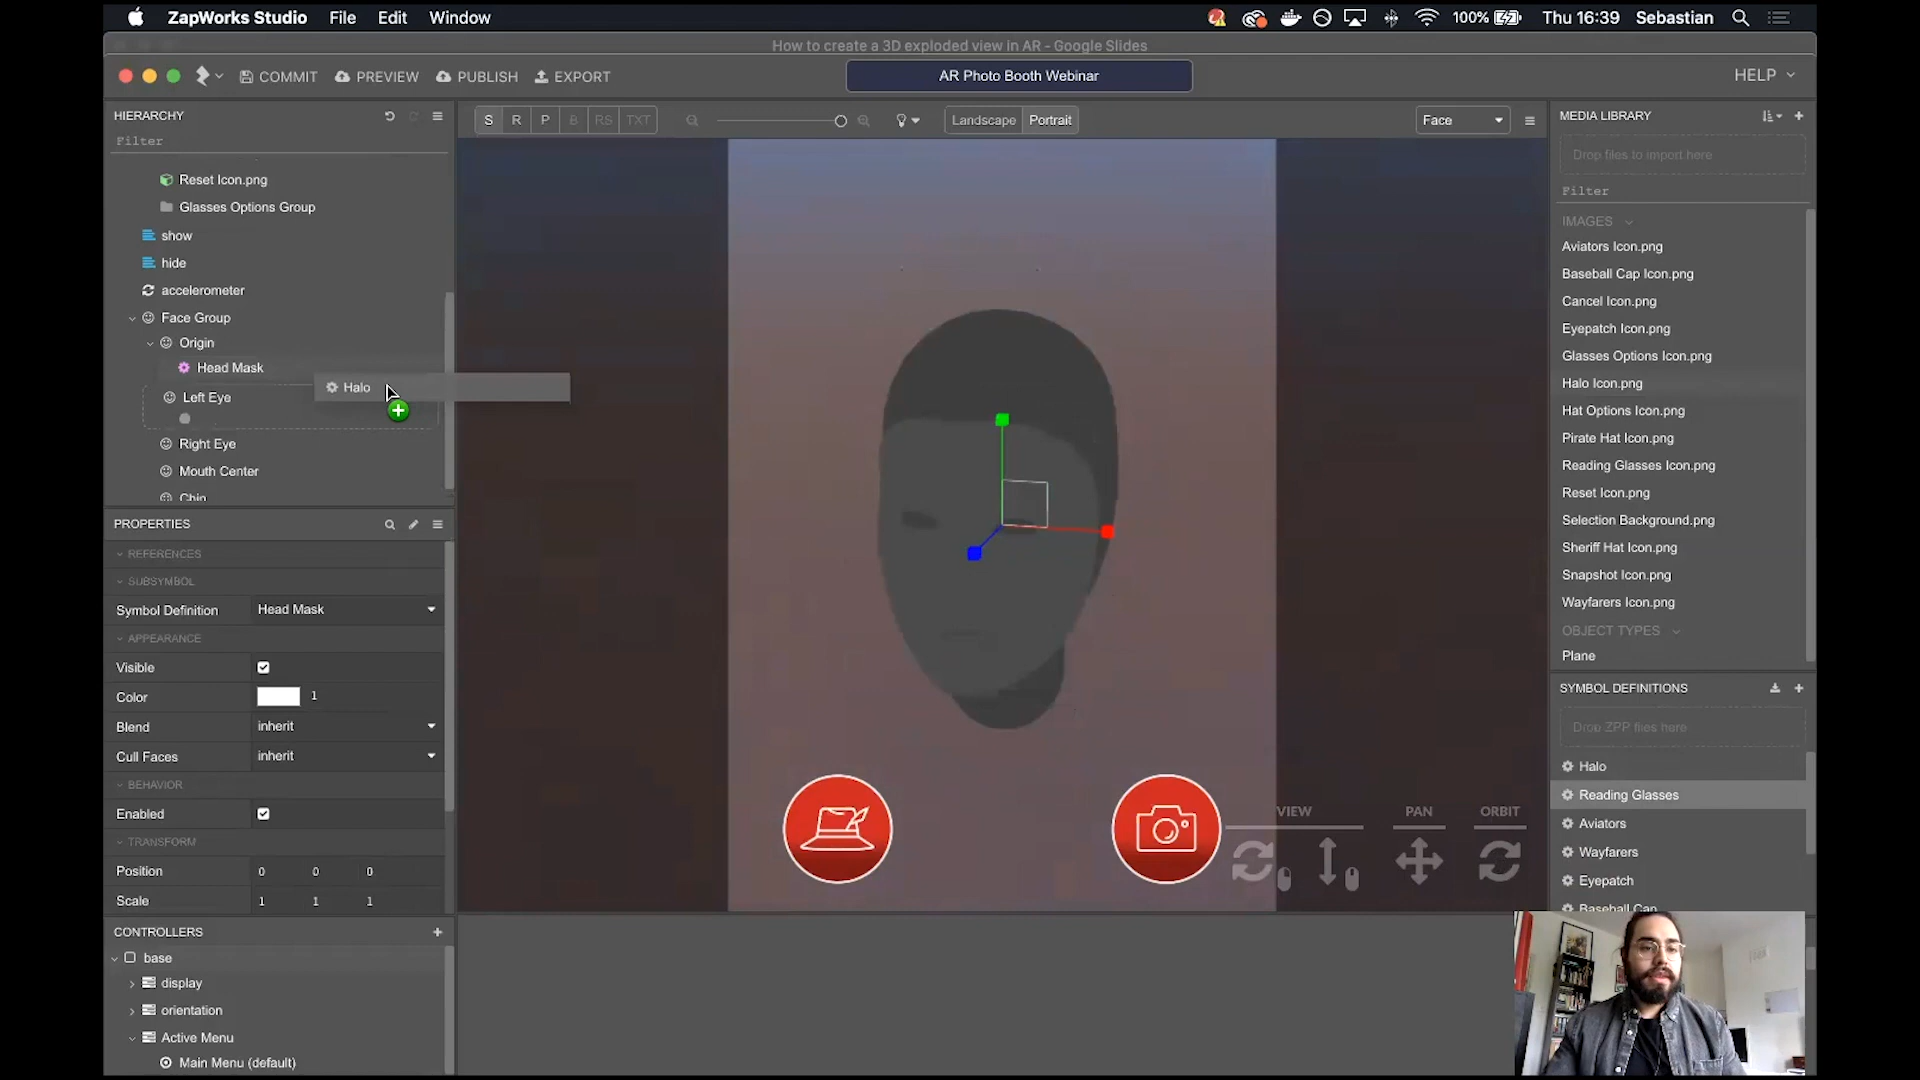 ZapWorks Studio File Edit Window 100% Thu 16:39 Sebastian
How to create a 3D exploded view in AR - Google Slides
COMMIT PREVIEW PUBLISH EXPORT AR Photo Booth Webinar HELP
HIERARCHY
Filter
Reset Icon.png
Glasses Options Group
show
hide
accelerometer
Face Group
Origin
Head Mask
Halo
Left Eye
Right Eye
Mouth Center
Chin
PROPERTIES
REFERENCES
SUBSYMBOL
Symbol Definition Head Mask
APPEARANCE
Visible
Color 1
Blend inherit
Cull Faces inherit
BEHAVIOR
Enabled
TRANSFORM
Position 0 0 0
Scale 1 1 1
CONTROLLERS
base
display
orientation
Active Menu
Main Menu (default)
S R P B RS TXT Landscape Portrait Face
VIEW PAN ORBIT
MEDIA LIBRARY
Drop files to import here
Filter
IMAGES
Aviators Icon.png
Baseball Cap Icon.png
Cancel Icon.png
Eyepatch Icon.png
Glasses Options Icon.png
Halo Icon.png
Hat Options Icon.png
Pirate Hat Icon.png
Reading Glasses Icon.png
Reset Icon.png
Selection Background.png
Sheriff Hat Icon.png
Snapshot Icon.png
Wayfarers Icon.png
OBJECT TYPES
Plane
SYMBOL DEFINITIONS
Drop ZPP files here
Halo
Reading Glasses
Aviators
Wayfarers
Eyepatch
Baseball Cap